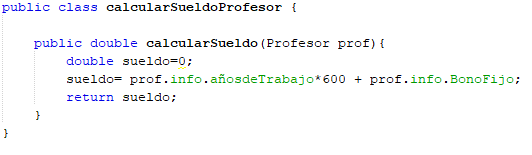 public class calcularSueldoProfesor {
public double calcularSueldo(Profesor prof){
double sueldo=0;
sueldo= prof.info.añosdeTrabajo*600 + prof.info.BonoFijo;
return sueldo;
}
}